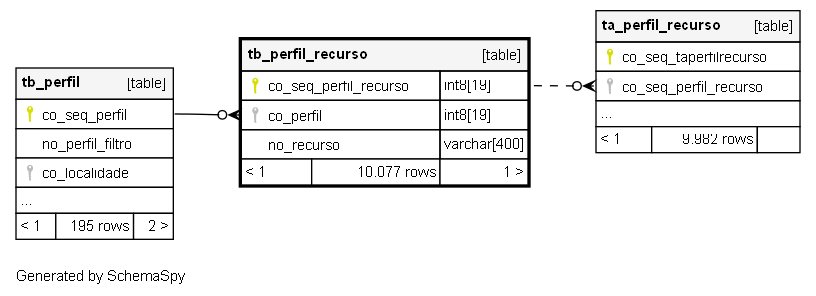 tb_perfil [table]
co_seq_perfil
no_perfil_filtro
co_localidade
...
< 1 195 rows 2 >
tb_perfil_recurso [table]
co_seq_perfil_recurso int8[19]
co_perfil int8[19]
no_recurso varchar[400]
< 1 10.077 rows 1 >
ta_perfil_recurso [table]
co_seq_taperfilrecurso
co_seq_perfil_recurso
...
< 1 9.982 rows
Generated by SchemaSpy